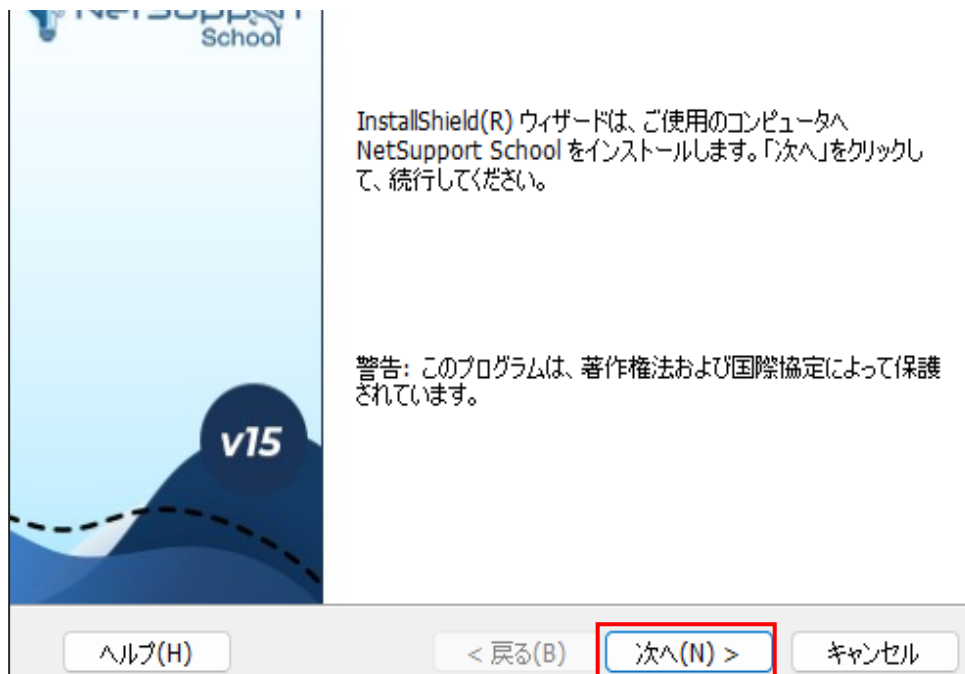 NetSupport
School
InstallShield(R) ウィザードは、ご使用のコンピュータへ
NetSupport School をインストールします。「次へ」をクリックし
て、続行してください。
警告: このプログラムは、著作権法および国際協定によって保護
されています。
v15
ヘルプ(H)
< 戻る(B)
次へ(N) >
キャンセル